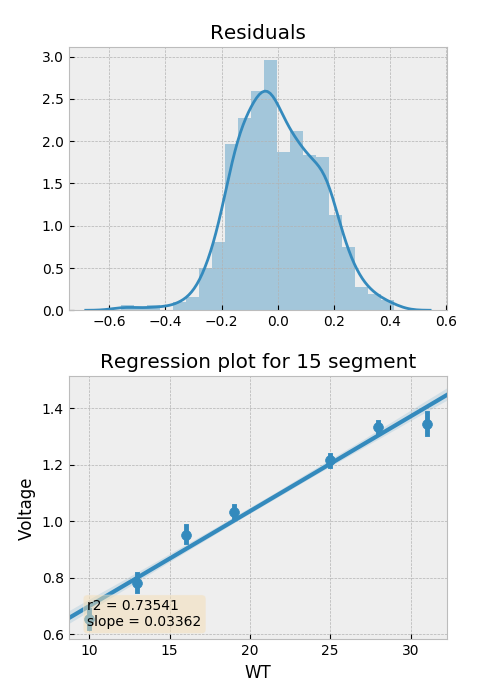 Residuals
3.0
2.5
2.0
1.5
1.0
0.5
0.0
−0.6 −0.4 −0.2 0.0 0.2 0.4 0.6
Regression plot for 15 segment
1.4
1.2
1.0
0.8
0.6
Voltage
r2 = 0.73541
slope = 0.03362
10 15 20 25 30
WT